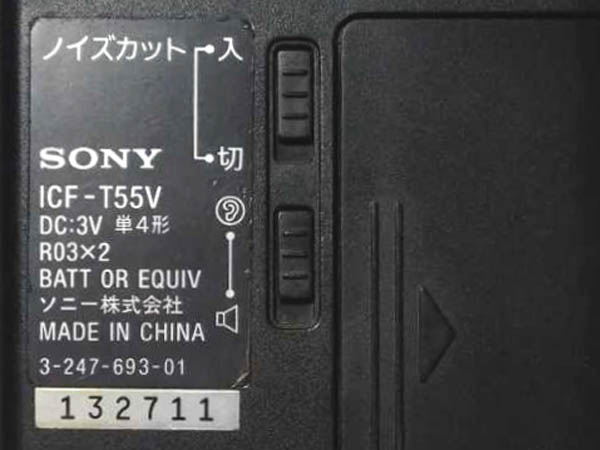 ノイズカット 入
切
SONY
ICF-T55V
DC:3V 単4形
R03×2
BATT OR EQUIV
ソニー株式会社
MADE IN CHINA
3-247-693-01
132711